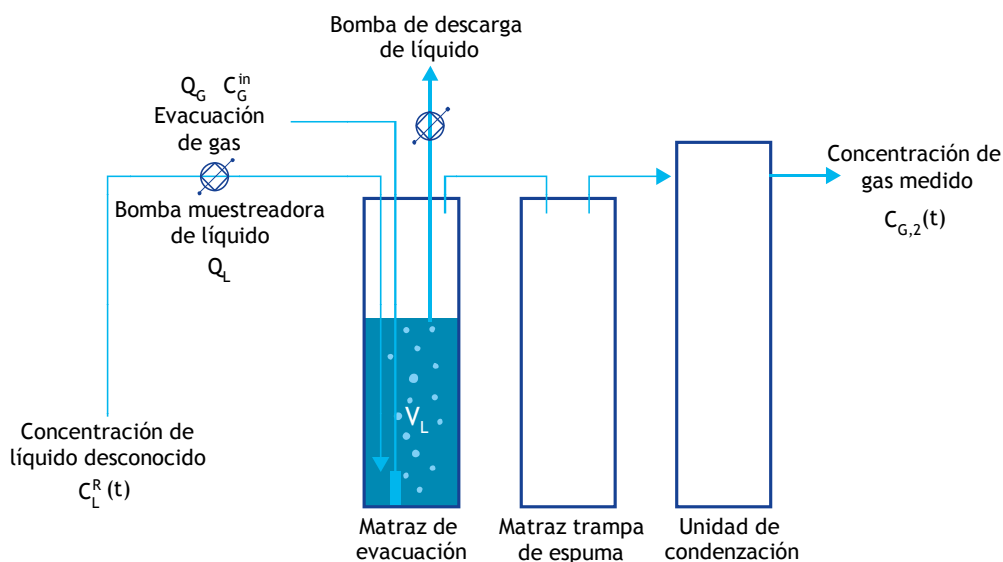 Bomba de descarga
de líquido
Q_G C_G^in
Evacuación
de gas
Bomba muestreadora
de líquido
Q_L
Concentración de
gas medido
C_G,2(t)
V_L
Concentración de
líquido desconocido
C_L^R (t)
Matraz de
evacuación
Matraz trampa
de espuma
Unidad de
condenzación